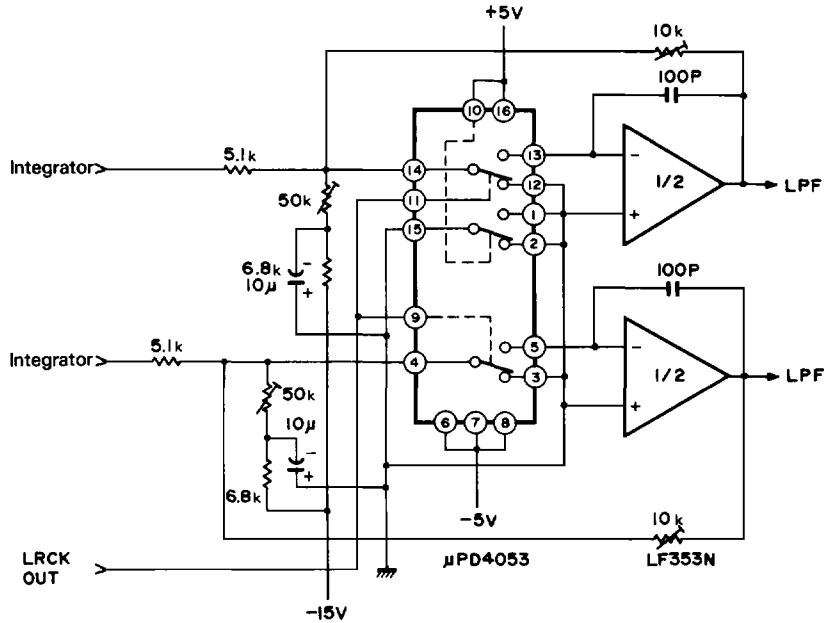 +5V
10k
100P
10
16
Integrator
5.1k
14
13
12
1/2
-
+
LPF
50k
11
1
15
2
6.8k
10μ
-
+
100P
9
5
Integrator
5.1k
4
3
1/2
-
+
LPF
50k
10μ
-
+
6.8k
6
7
8
-5V
10k
LRCK
OUT
μPD4053
LF353N
-15V